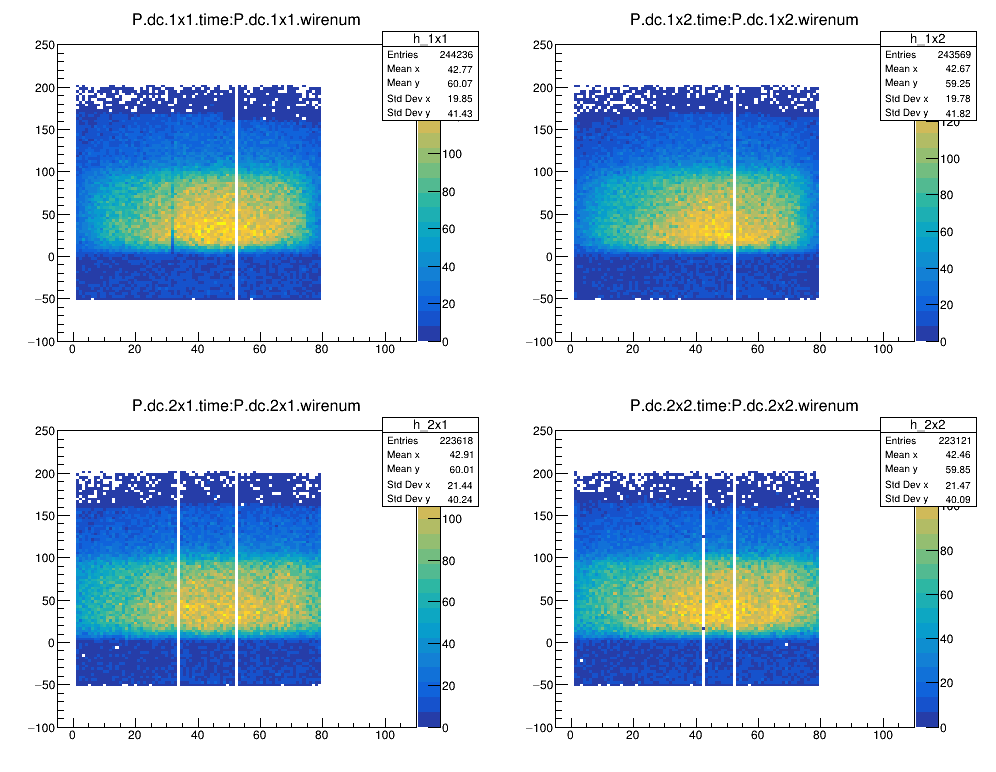 P.dc.1x1.time:P.dc.1x1.wirenum
h_1x1
Entries 244236
Mean x 42.77
Mean y 60.07
Std Dev x 19.85
Std Dev y 41.43
250
200
150
100
50
0
−50
−100
0 20 40 60 80 100
100
80
60
40
20
0
P.dc.1x2.time:P.dc.1x2.wirenum
h_1x2
Entries 243569
Mean x 42.67
Mean y 59.25
Std Dev x 19.78
Std Dev y 41.82
250
200
150
100
50
0
−50
−100
0 20 40 60 80 100
120
100
80
60
40
20
0
P.dc.2x1.time:P.dc.2x1.wirenum
h_2x1
Entries 223618
Mean x 42.91
Mean y 60.01
Std Dev x 21.44
Std Dev y 40.24
250
200
150
100
50
0
−50
−100
0 20 40 60 80 100
100
80
60
40
20
0
P.dc.2x2.time:P.dc.2x2.wirenum
h_2x2
Entries 223121
Mean x 42.46
Mean y 59.85
Std Dev x 21.47
Std Dev y 40.09
250
200
150
100
50
0
−50
−100
0 20 40 60 80 100
100
80
60
40
20
0